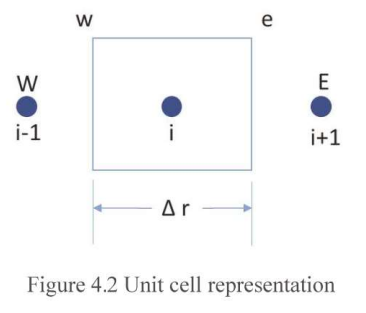 w e
W E
i-1 i i+1
Δ r
Figure 4.2 Unit cell representation